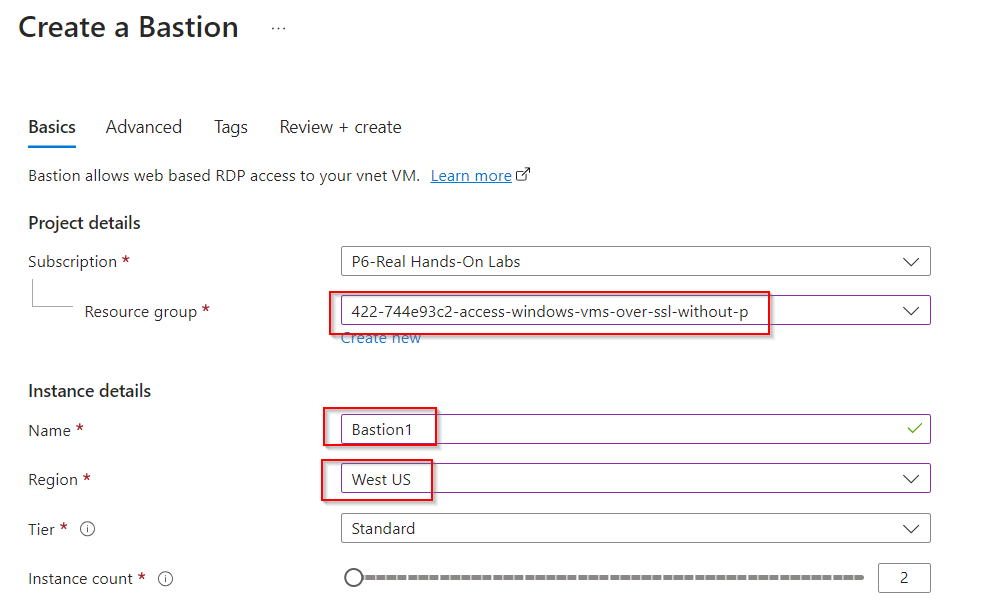 Create a Bastion ...
Basics Advanced Tags Review + create
Bastion allows web based RDP access to your vnet VM. Learn more
Project details
Subscription * P6-Real Hands-On Labs
Resource group * 422-744e93c2-access-windows-vms-over-ssl-without-p
Create new
Instance details
Name * Bastion1
Region * West US
Tier * Standard
Instance count * 2